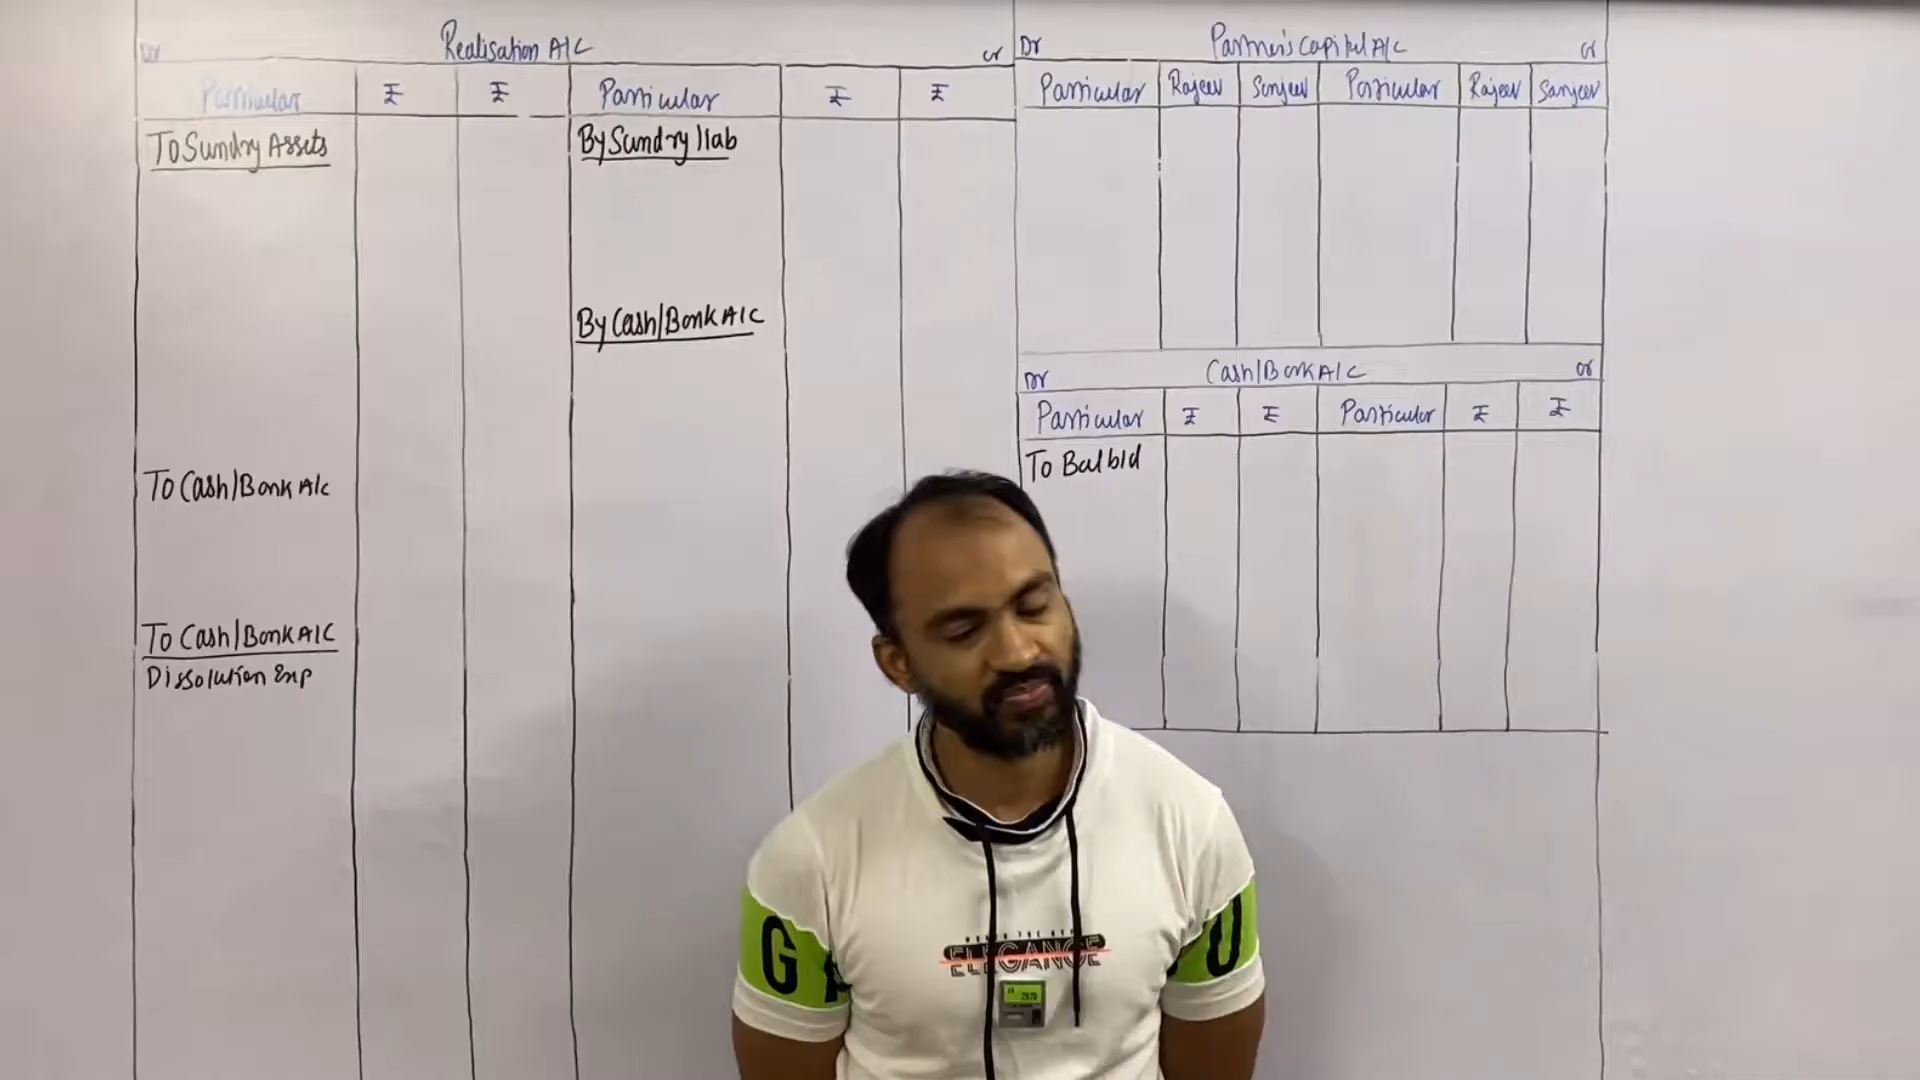 Realisation A/C
Dr
Cr
Particular ₹ ₹ Particular ₹ ₹
To Sundry Assets
By Sundry liab
By Cash/Bank A/C
To Cash/Bank A/c
To Cash/Bank A/C
Dissolution Exp
Dr Partner's Capital A/c Cr
Particular Rajeev Sanjeev Particular Rajeev Sanjeev
Dr Cash/Bank A/C Cr
Particular ₹ ₹ Particular ₹ ₹
To Bal b/d
ELEGANCE
G
U